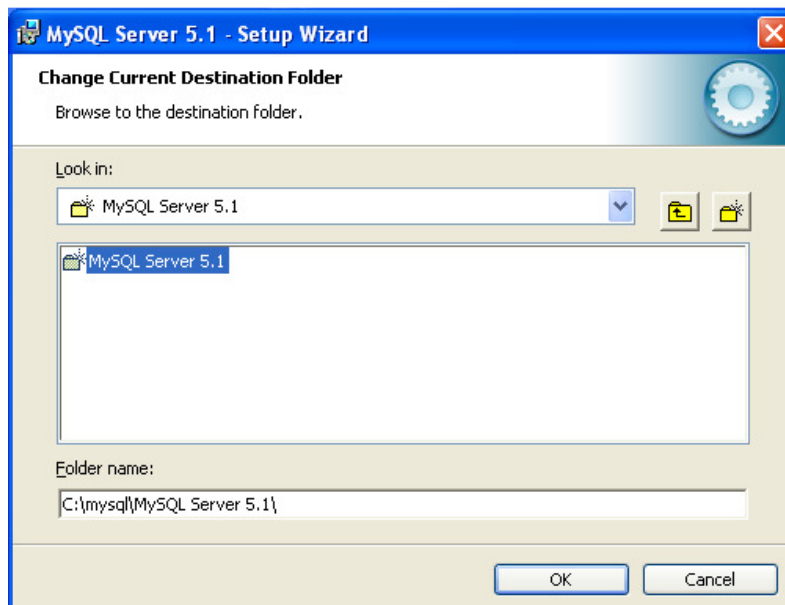 MySQL Server 5.1 - Setup Wizard
Change Current Destination Folder
Browse to the destination folder.
Look in:
MySQL Server 5.1
MySQL Server 5.1
Folder name:
C:\mysql\MySQL Server 5.1\
OK Cancel